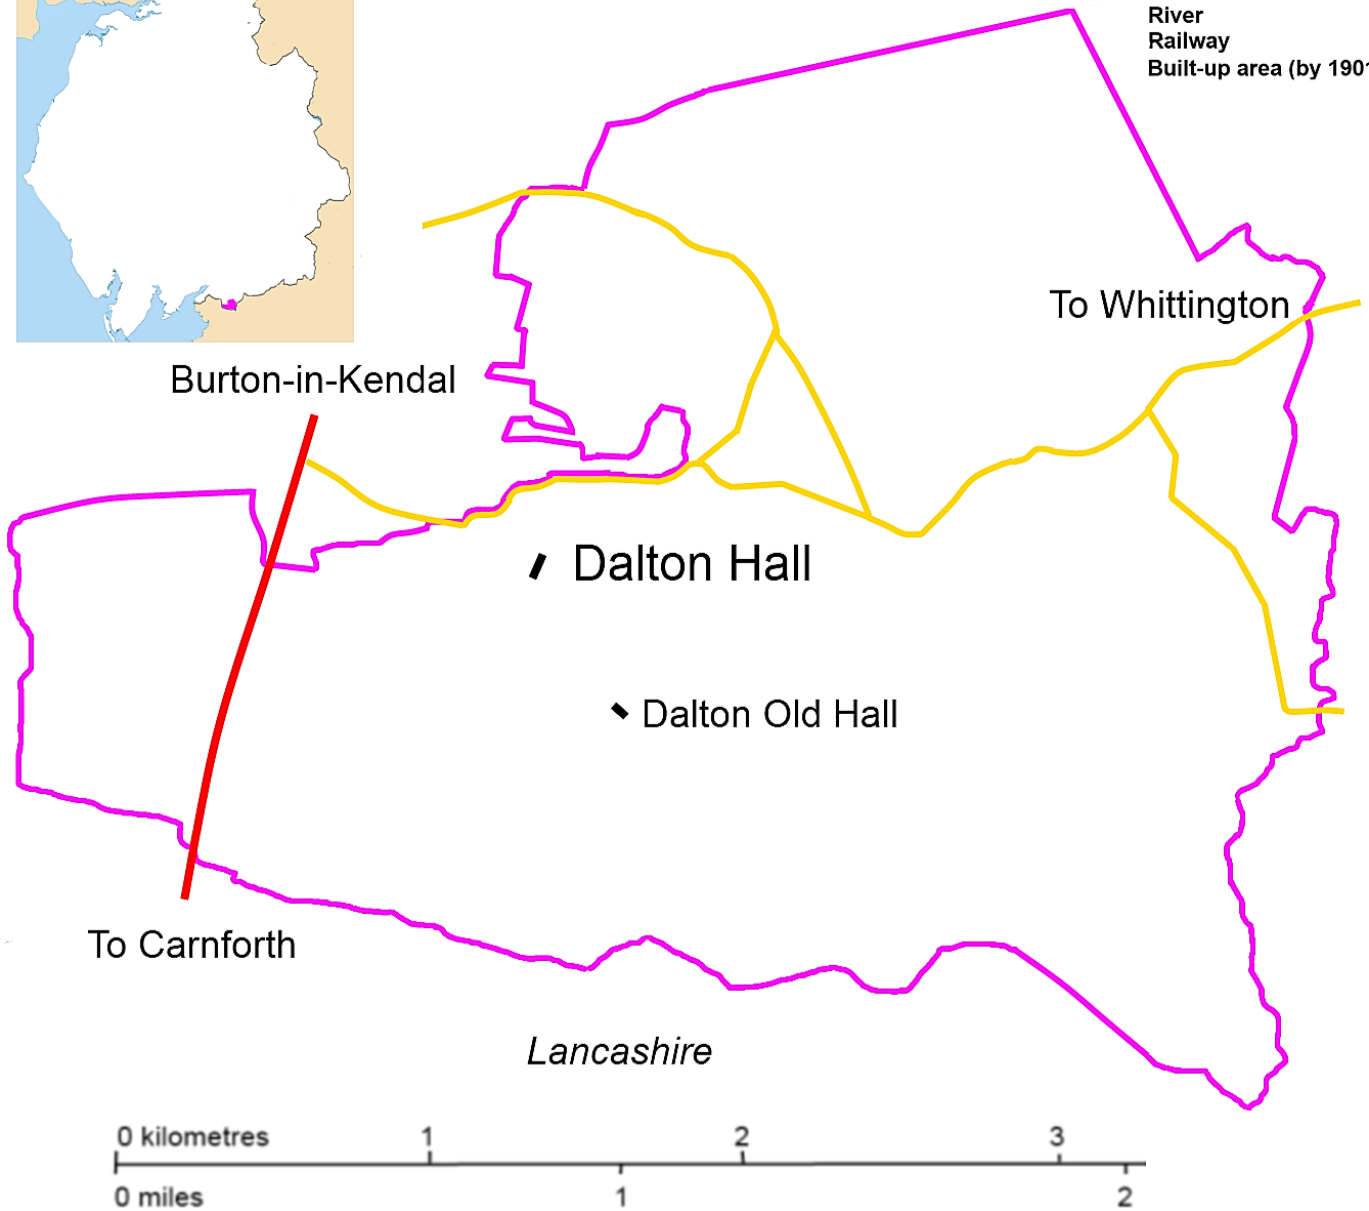 River
Railway
Built-up area (by 190
To Whittington
Burton-in-Kendal
Dalton Hall
Dalton Old Hall
To Carnforth
Lancashire
0 kilometres 1 2 3
0 miles 1 2